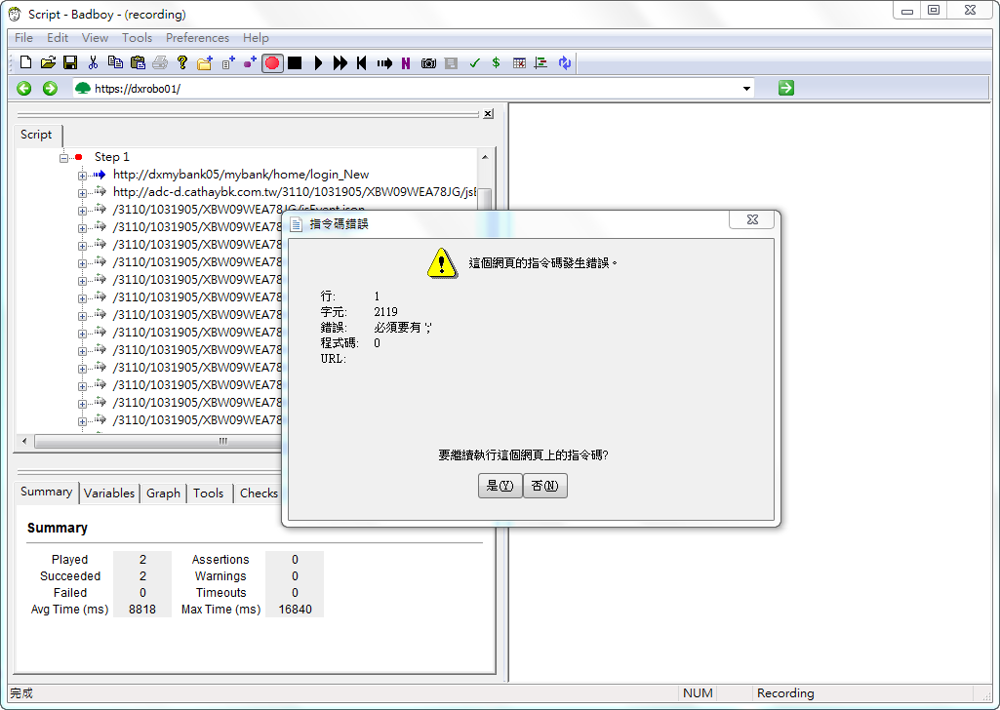 Script - Badboy - (recording)
File Edit View Tools Preferences Help
https://dxrobo01/
Script
Step 1
http://dxmybank05/mybank/home/login_New
http://adc-d.cathaybk.com.tw/3110/1031905/XBW09WEA78JG/jsE
/3110/1031905/XBW09WEA78JG/jsEvent.json
/3110/1031905/XBW09WEA78
/3110/1031905/XBW09WEA78
/3110/1031905/XBW09WEA78
/3110/1031905/XBW09WEA78
/3110/1031905/XBW09WEA78
/3110/1031905/XBW09WEA78
/3110/1031905/XBW09WEA78
/3110/1031905/XBW09WEA78
/3110/1031905/XBW09WEA78
/3110/1031905/XBW09WEA78
/3110/1031905/XBW09WEA78
/3110/1031905/XBW09WEA78
指令碼錯誤
這個網頁的指令碼發生錯誤。
行: 1
字元: 2119
錯誤: 必須要有 ';'
程式碼: 0
URL:
要繼續執行這個網頁上的指令碼?
是(Y) 否(N)
Summary Variables Graph Tools Checks
Summary
Played 2 Assertions 0
Succeeded 2 Warnings 0
Failed 0 Timeouts 0
Avg Time (ms) 8818 Max Time (ms) 16840
完成 NUM Recording